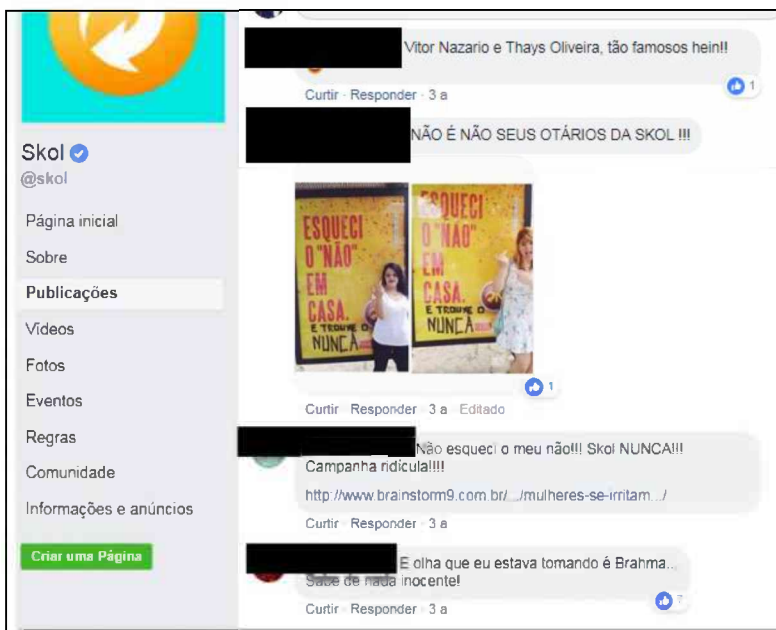 Skol
@skol
Página inicial
Sobre
Publicações
Vídeos
Fotos
Eventos
Regras
Comunidade
Informações e anúncios
Criar uma Página
Vitor Nazario e Thays Oliveira, tão famosos hein!!
Curtir · Responder · 3 a
1
NÃO É NÃO SEUS OTÁRIOS DA SKOL !!!
ESQUECI
O "NÃO"
EM
CASA.
E TROUXE O
NUNCA
ESQUECI
O "NÃO"
EM
CASA.
E TROUXE O
NUNCA
1
Curtir · Responder · 3 a · Editado
Não esqueci o meu não!!! Skol NUNCA!!!
Campanha ridícula!!!!
http://www.brainstorm9.com.br/.../mulheres-se-irritam.../
Curtir · Responder · 3 a
E olha que eu estava tomando é Brahma...
Sabe de nada inocente!
Curtir · Responder · 3 a